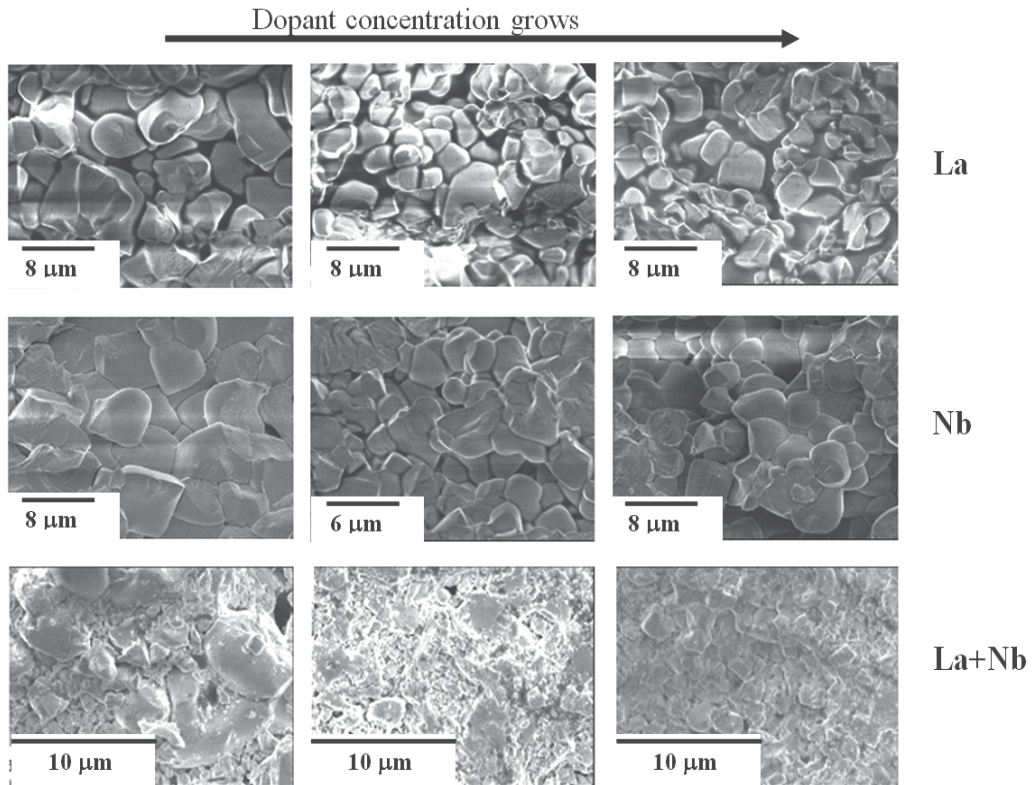 Dopant concentration grows
La
8 μm
8 μm
8 μm
Nb
8 μm
6 μm
8 μm
La+Nb
10 μm
10 μm
10 μm